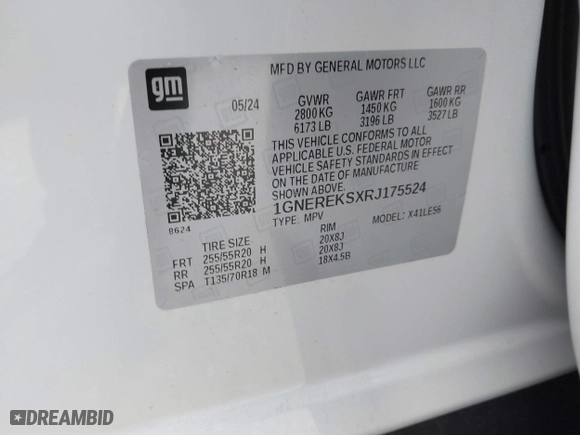 gm
MFD BY GENERAL MOTORS LLC
05/24
GVWR GAWR FRT GAWR RR
2800 KG 1450 KG 1600 KG
6173 LB 3196 LB 3527 LB
THIS VEHICLE CONFORMS TO ALL
APPLICABLE U.S. FEDERAL MOTOR
VEHICLE SAFETY STANDARDS IN EFFECT
ON THE DATE OF MANUFACTURE
SHOWN ABOVE.
1GNEREKSXRJ175524
TYPE: MPV MODEL: X41LE56
8624
TIRE SIZE RIM
FRT 255/55R20 H 20X8J
RR 255/55R20 H 20X8J
SPA T135/70R18 M 18X4.5B
DREAMBID